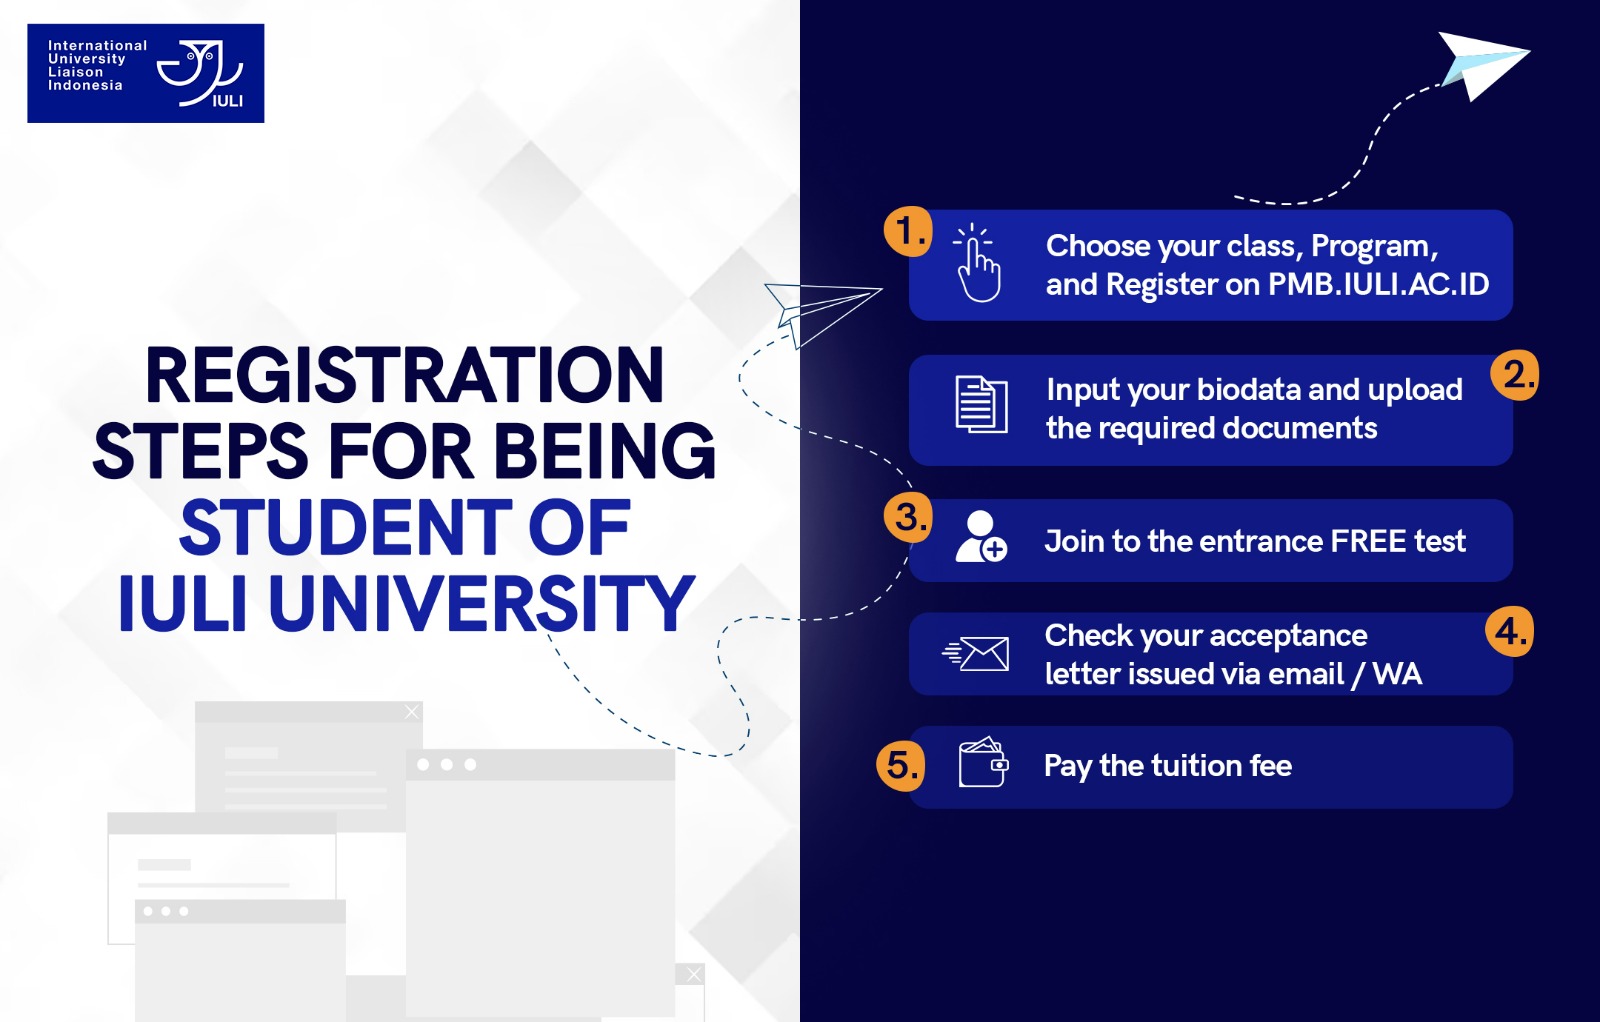 International
University
Liaison
Indonesia
IULI
REGISTRATION
STEPS FOR BEING
STUDENT OF
IULI UNIVERSITY
1.
Choose your class, Program,
and Register on PMB.IULI.AC.ID
2.
Input your biodata and upload
the required documents
3.
Join to the entrance FREE test
4.
Check your acceptance
letter issued via email / WA
5.
Pay the tuition fee